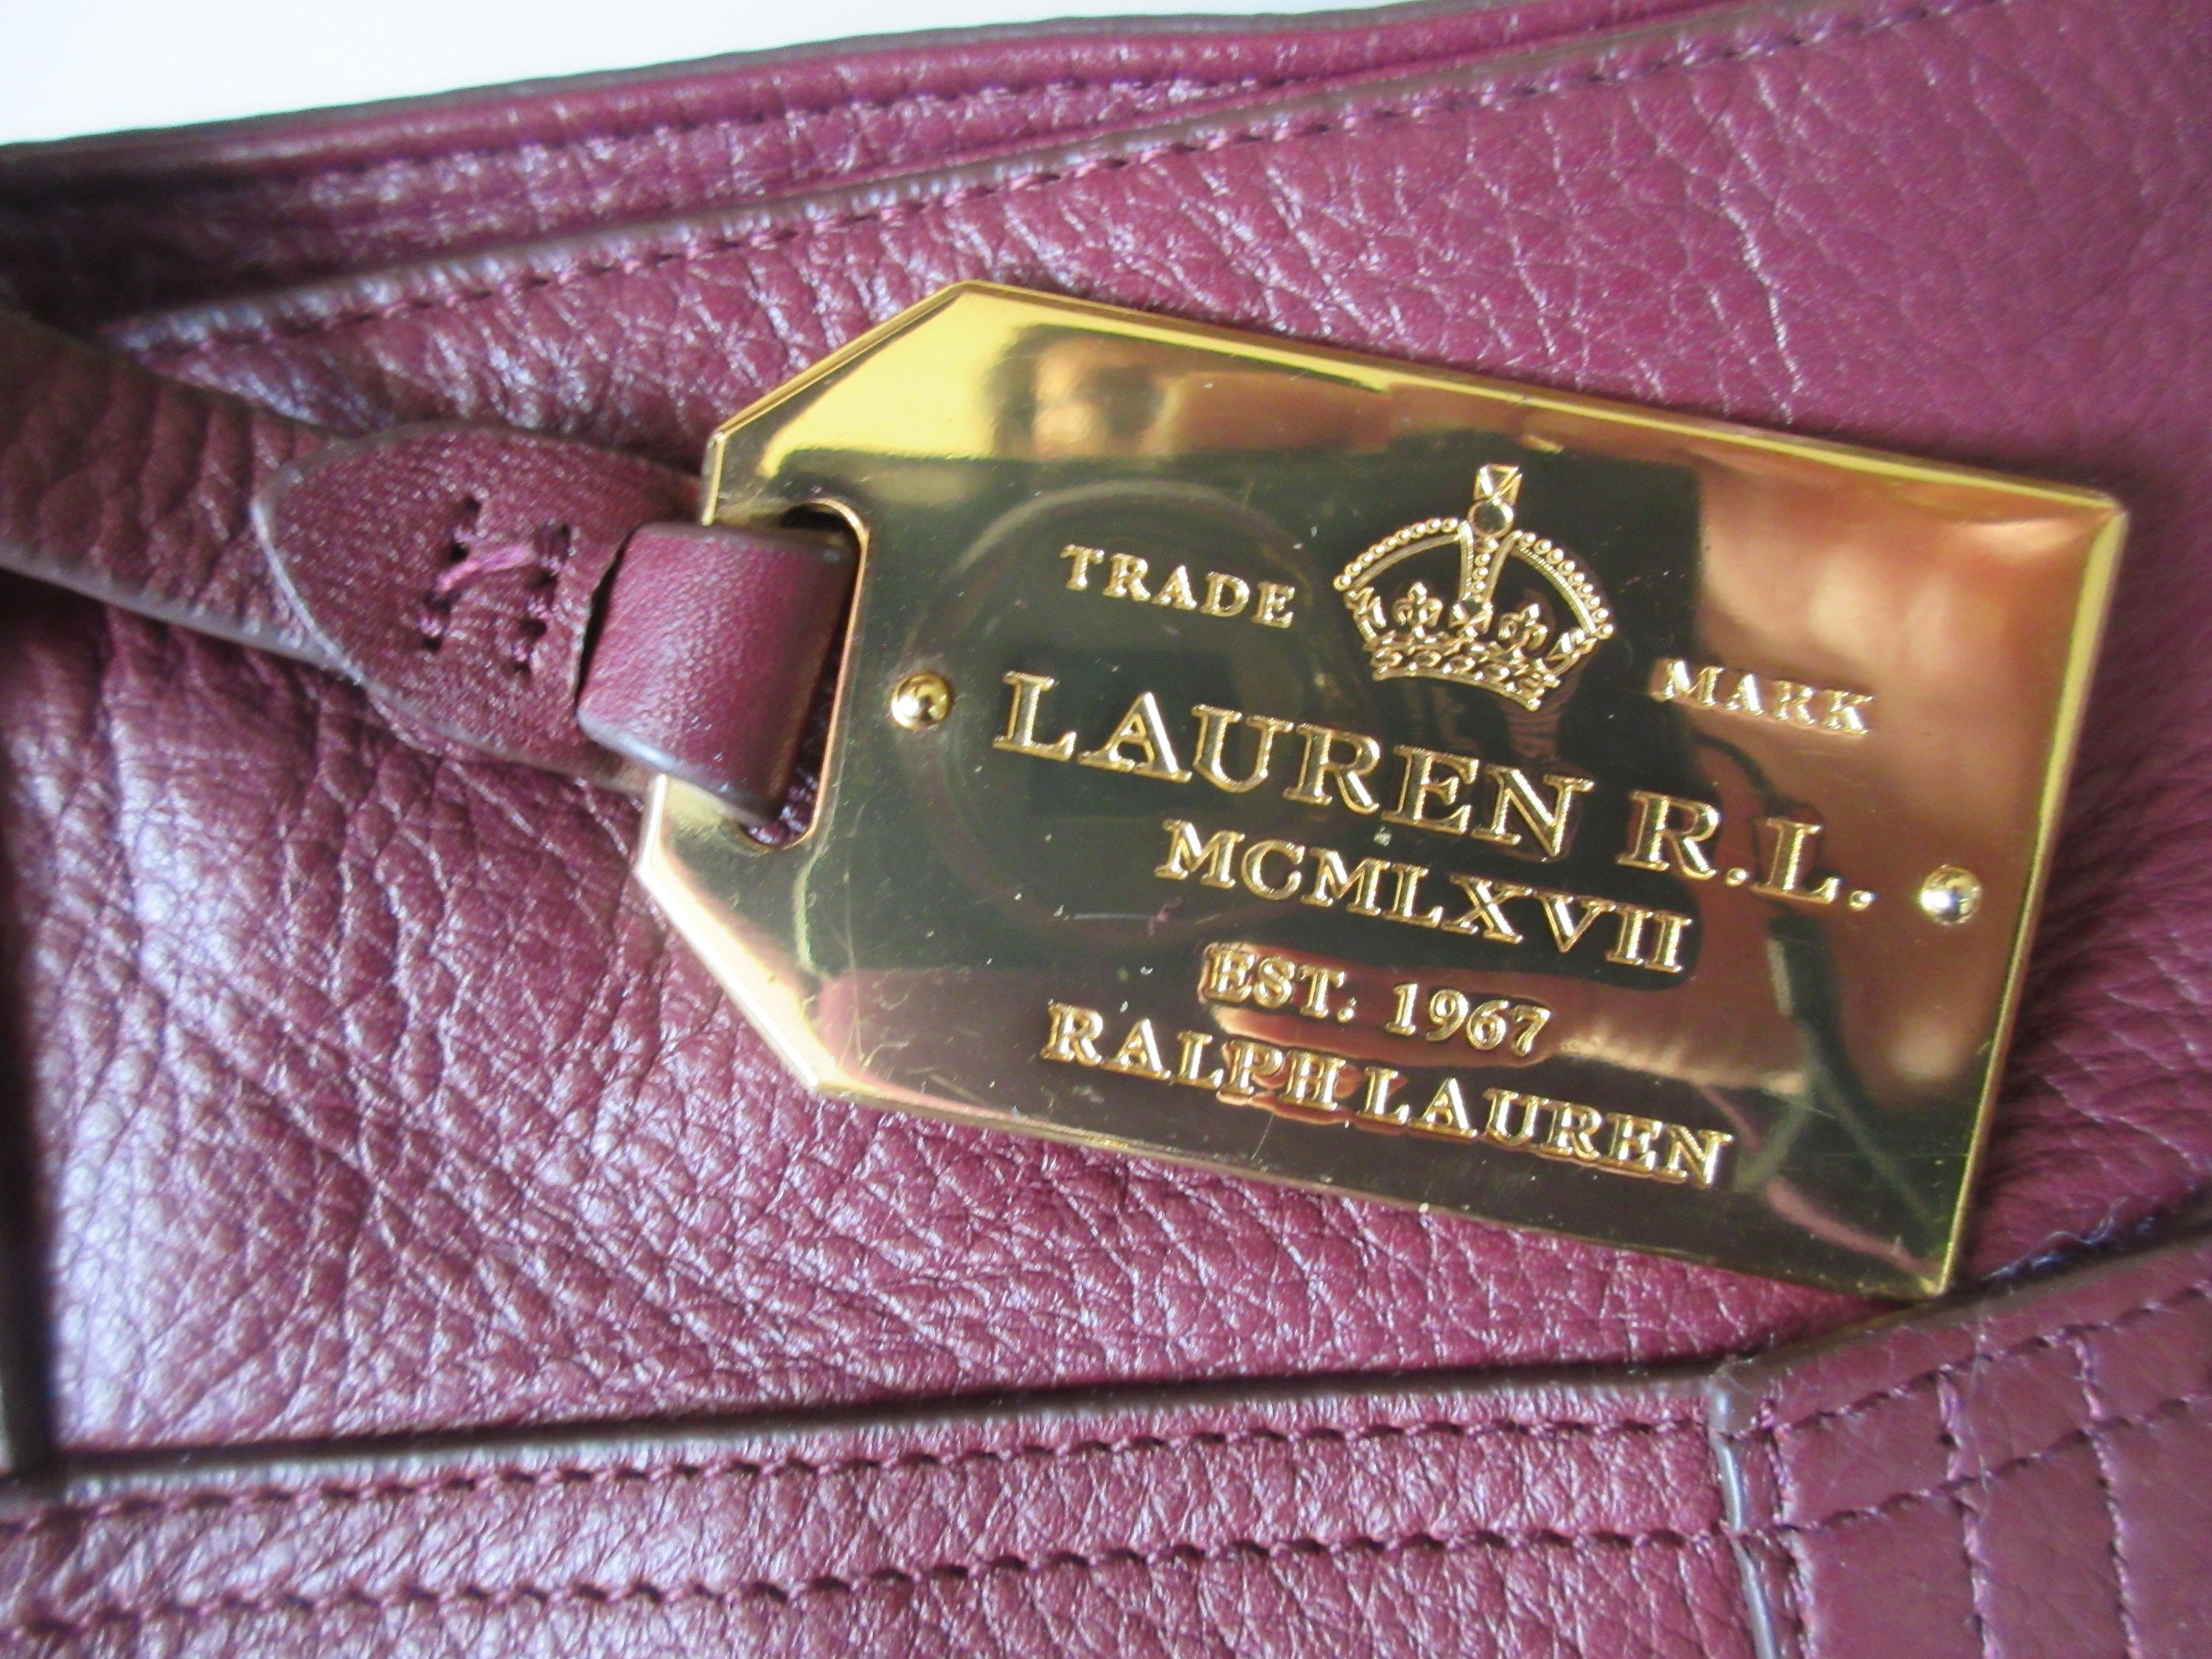 TRADE MARK
LAUREN R.L.
MCMLXVII
EST. 1967
RALPH LAUREN